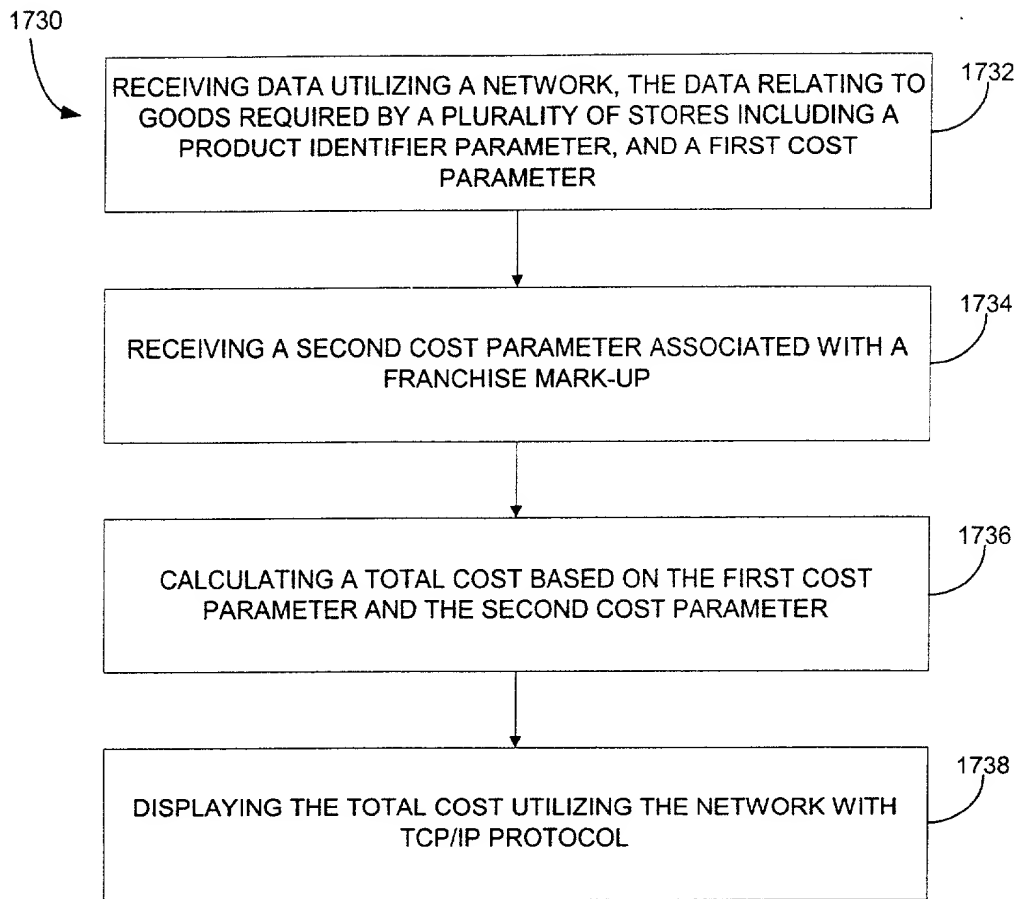 1730
1732
RECEIVING DATA UTILIZING A NETWORK, THE DATA RELATING TO
GOODS REQUIRED BY A PLURALITY OF STORES INCLUDING A
PRODUCT IDENTIFIER PARAMETER, AND A FIRST COST
PARAMETER
1734
RECEIVING A SECOND COST PARAMETER ASSOCIATED WITH A
FRANCHISE MARK-UP
1736
CALCULATING A TOTAL COST BASED ON THE FIRST COST
PARAMETER AND THE SECOND COST PARAMETER
1738
DISPLAYING THE TOTAL COST UTILIZING THE NETWORK WITH
TCP/IP PROTOCOL